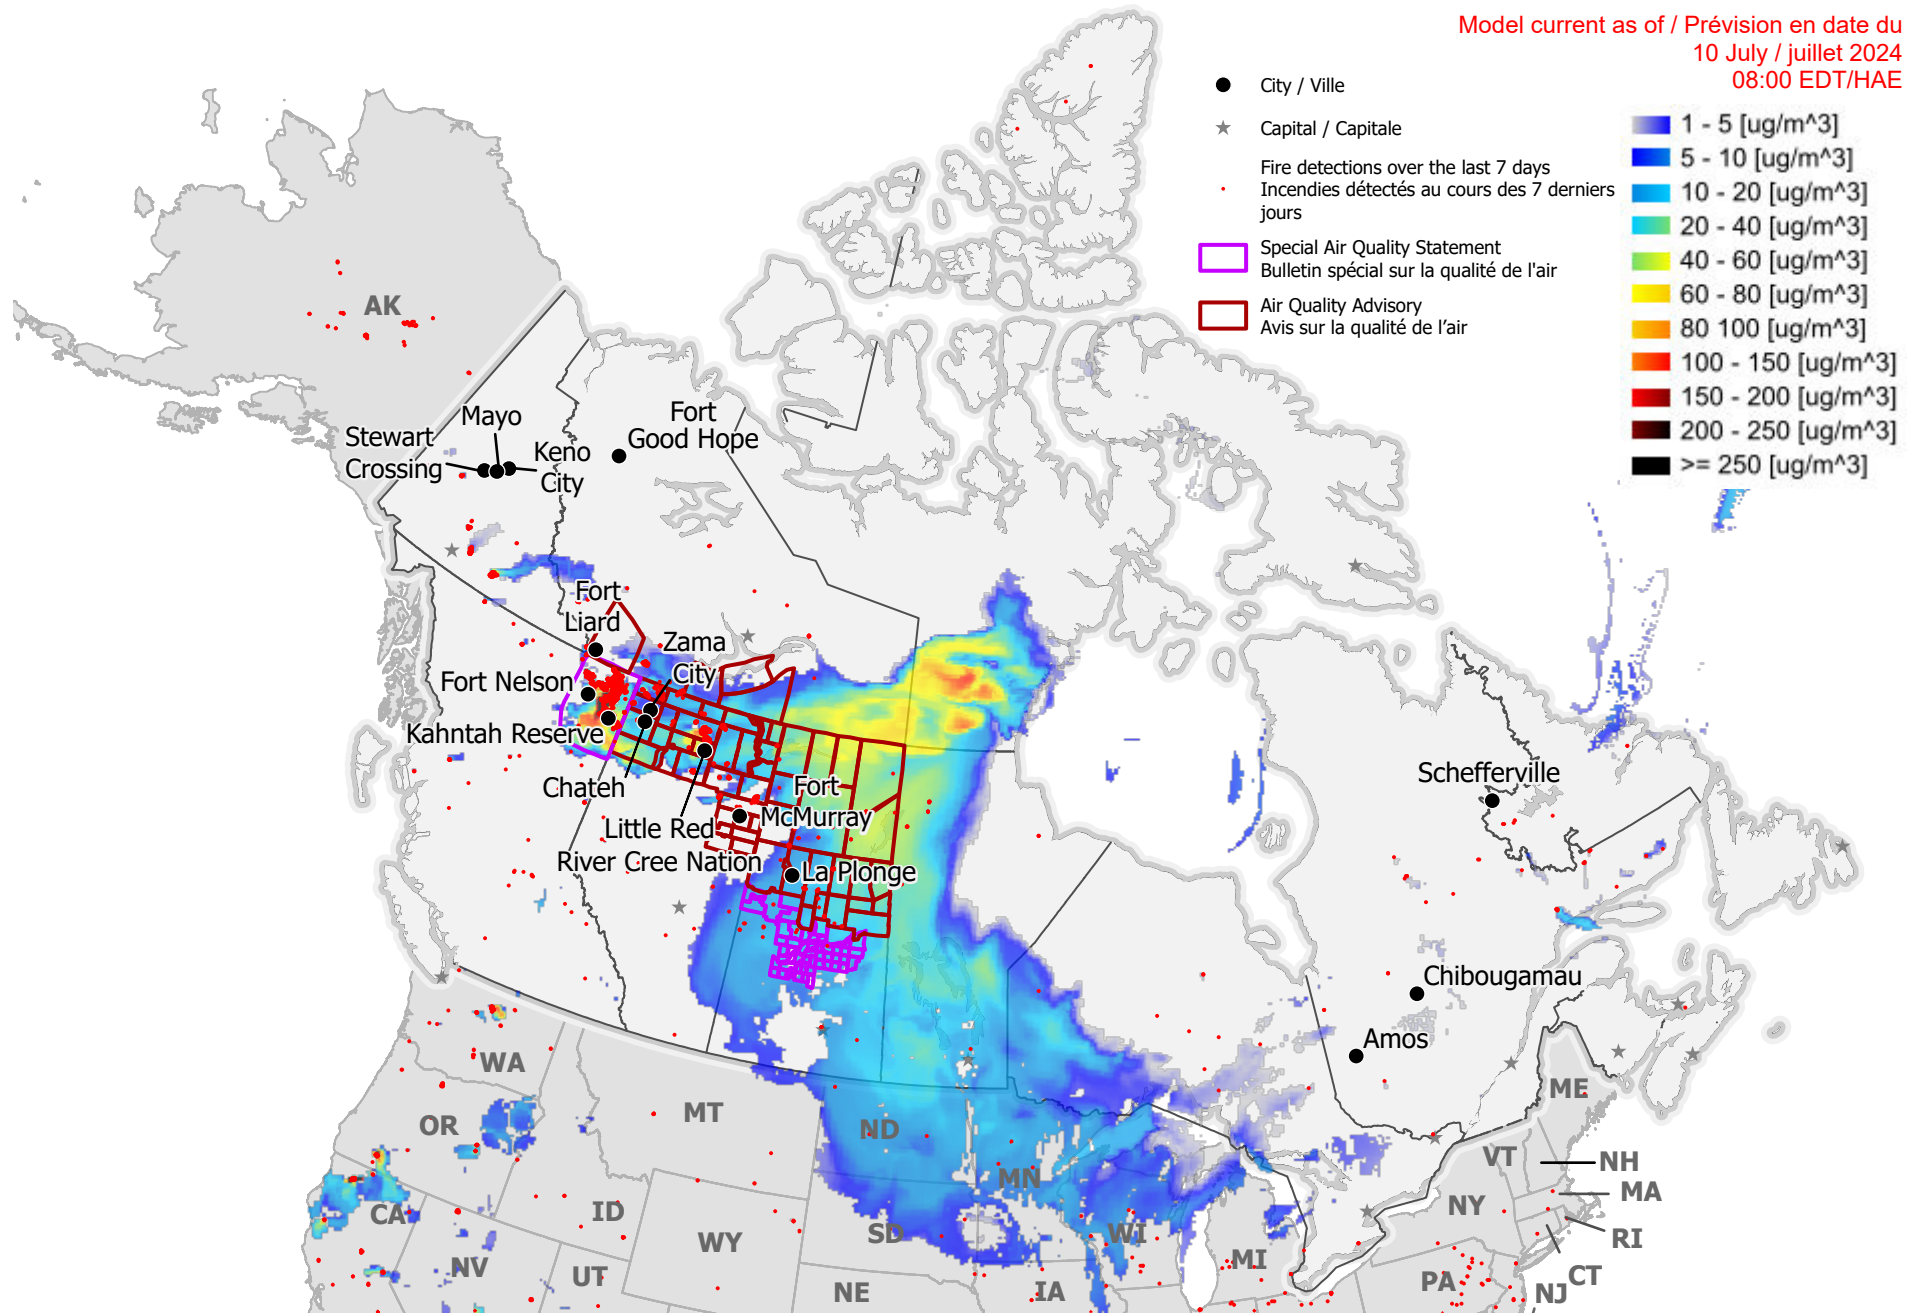 Model current as of / Prévision en date du
10 July / juillet 2024
08:00 EDT/HAE
City / Ville
Capital / Capitale
Fire detections over the last 7 days
Incendies détectés au cours des 7 derniers
jours
Special Air Quality Statement
Bulletin spécial sur la qualité de l'air
Air Quality Advisory
Avis sur la qualité de l’air
1 - 5 [ug/m^3]
5 - 10 [ug/m^3]
10 - 20 [ug/m^3]
20 - 40 [ug/m^3]
40 - 60 [ug/m^3]
60 - 80 [ug/m^3]
80 100 [ug/m^3]
100 - 150 [ug/m^3]
150 - 200 [ug/m^3]
200 - 250 [ug/m^3]
>= 250 [ug/m^3]
AK
Mayo
Stewart
Crossing
Keno
City
Fort
Good Hope
Fort
Liard
Zama
City
Fort Nelson
Kahntah Reserve
Chateh
Fort
McMurray
Little Red
River Cree Nation
La Plonge
Schefferville
Chibougamau
Amos
WA
OR
MT
ND
MN
ID
WY
SD
WI
MI
CA
NV
UT
NE
IA
ME
VT
NH
MA
NY
RI
CT
PA
NJ